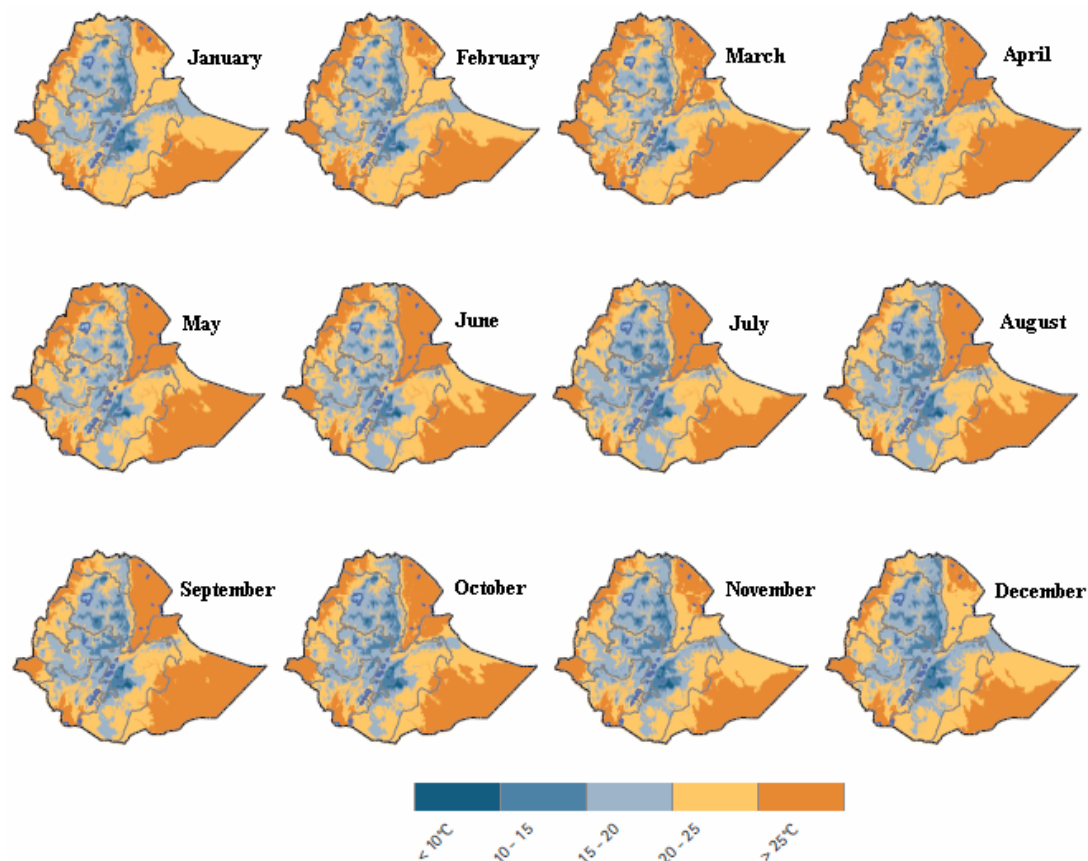 January
February
March
April
May
June
July
August
September
October
November
December
< 10°C
10 - 15
15 - 20
20 - 25
> 25°C